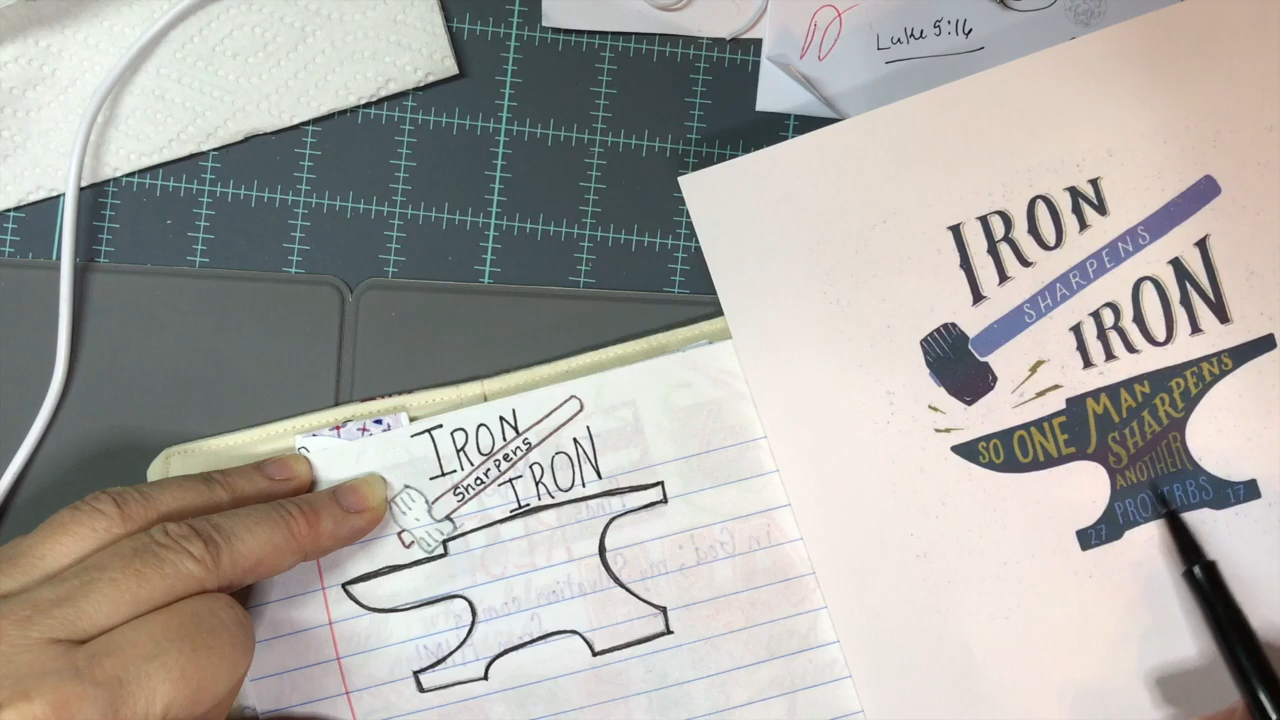 Luke 5:16
IRON
SHARPENS
IRON
SO ONE MAN
SHARPENS
ANOTHER
PROVERBS
27 17
IRON
Sharpens
IRON